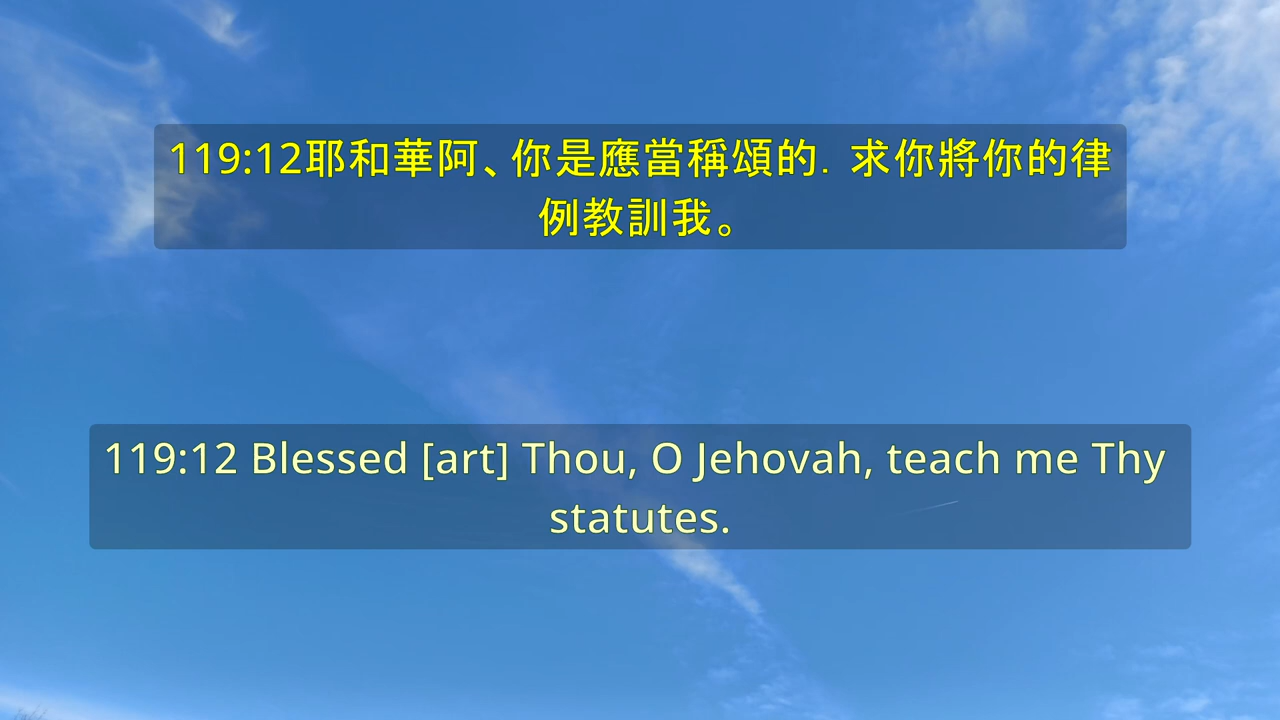 119:12耶和華阿、你是應當稱頌的．求你將你的律
例教訓我。
119:12 Blessed [art] Thou, O Jehovah, teach me Thy
statutes.